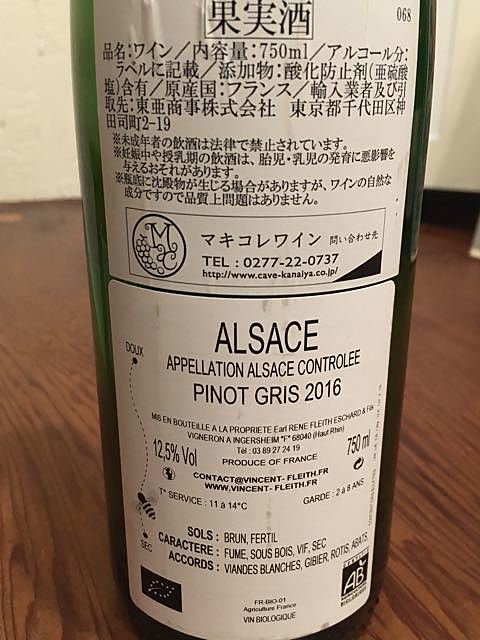 果実酒
068
品名:ワイン／内容量:750ml／アルコール分:
ラベルに記載／添加物:酸化防止剤(亜硫酸
塩)含有／原産国:フランス／輸入業者及び引
取先:東亜商事株式会社 東京都千代田区神
田司町2-19
※未成年者の飲酒は法律で禁止されています。
※妊娠中や授乳期の飲酒は、胎児・乳児の発育に悪影響を
与えるおそれがあります。
※瓶底に沈殿物が生じる場合がありますが、ワインの自然な
成分ですので品質上問題はありません。
マキコレワイン 問い合わせ先
TEL : 0277-22-0737
http://www.cave-kanaiya.co.jp/
ALSACE
DOUX
APPELLATION ALSACE CONTROLEE
PINOT GRIS 2016
MIS EN BOUTEILLE A LA PROPRIETE Earl RENE FLEITH ESCHARD & Fils
VIGNERON A INGERSHEIM "F" 68040 (Haut Rhin)
12,5% Vol
Tél : 03 89 27 24 19
750 ml
PRODUCE OF FRANCE
CONTACT@VINCENT- FLEITH.FR
WWW.VINCENT- FLEITH.FR
T° SERVICE : 11 à 14°C
GARDE : 2 à 8 ANS
SEC
SOLS : BRUN, FERTIL
CARACTERE : FUME, SOUS BOIS, VIF, SEC
ACCORDS : VIANDES BLANCHES, GIBIER, ROTIS, ABATS,
FR-BIO-01
Agriculture France
VIN BIOLOGIQUE
AB